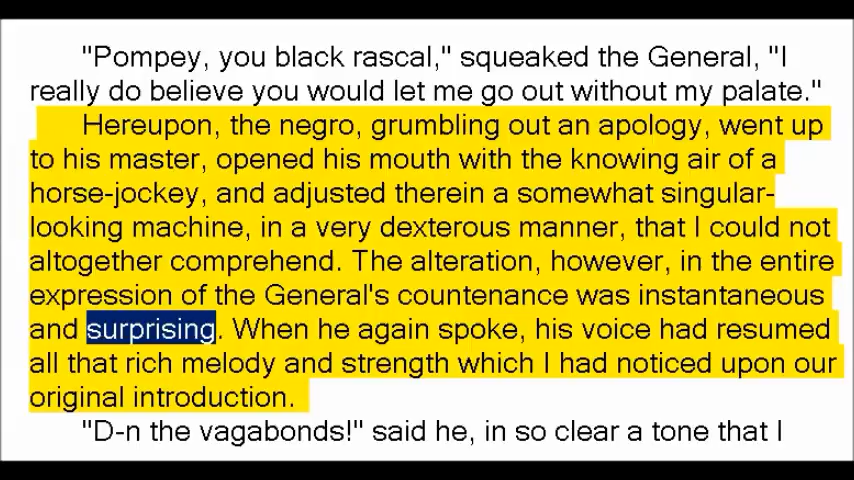 "Pompey, you black rascal," squeaked the General, "I
really do believe you would let me go out without my palate."
Hereupon, the negro, grumbling out an apology, went up
to his master, opened his mouth with the knowing air of a
horse-jockey, and adjusted therein a somewhat singular-
looking machine, in a very dexterous manner, that I could not
altogether comprehend. The alteration, however, in the entire
expression of the General's countenance was instantaneous
and surprising. When he again spoke, his voice had resumed
all that rich melody and strength which I had noticed upon our
original introduction.
"D-n the vagabonds!" said he, in so clear a tone that I